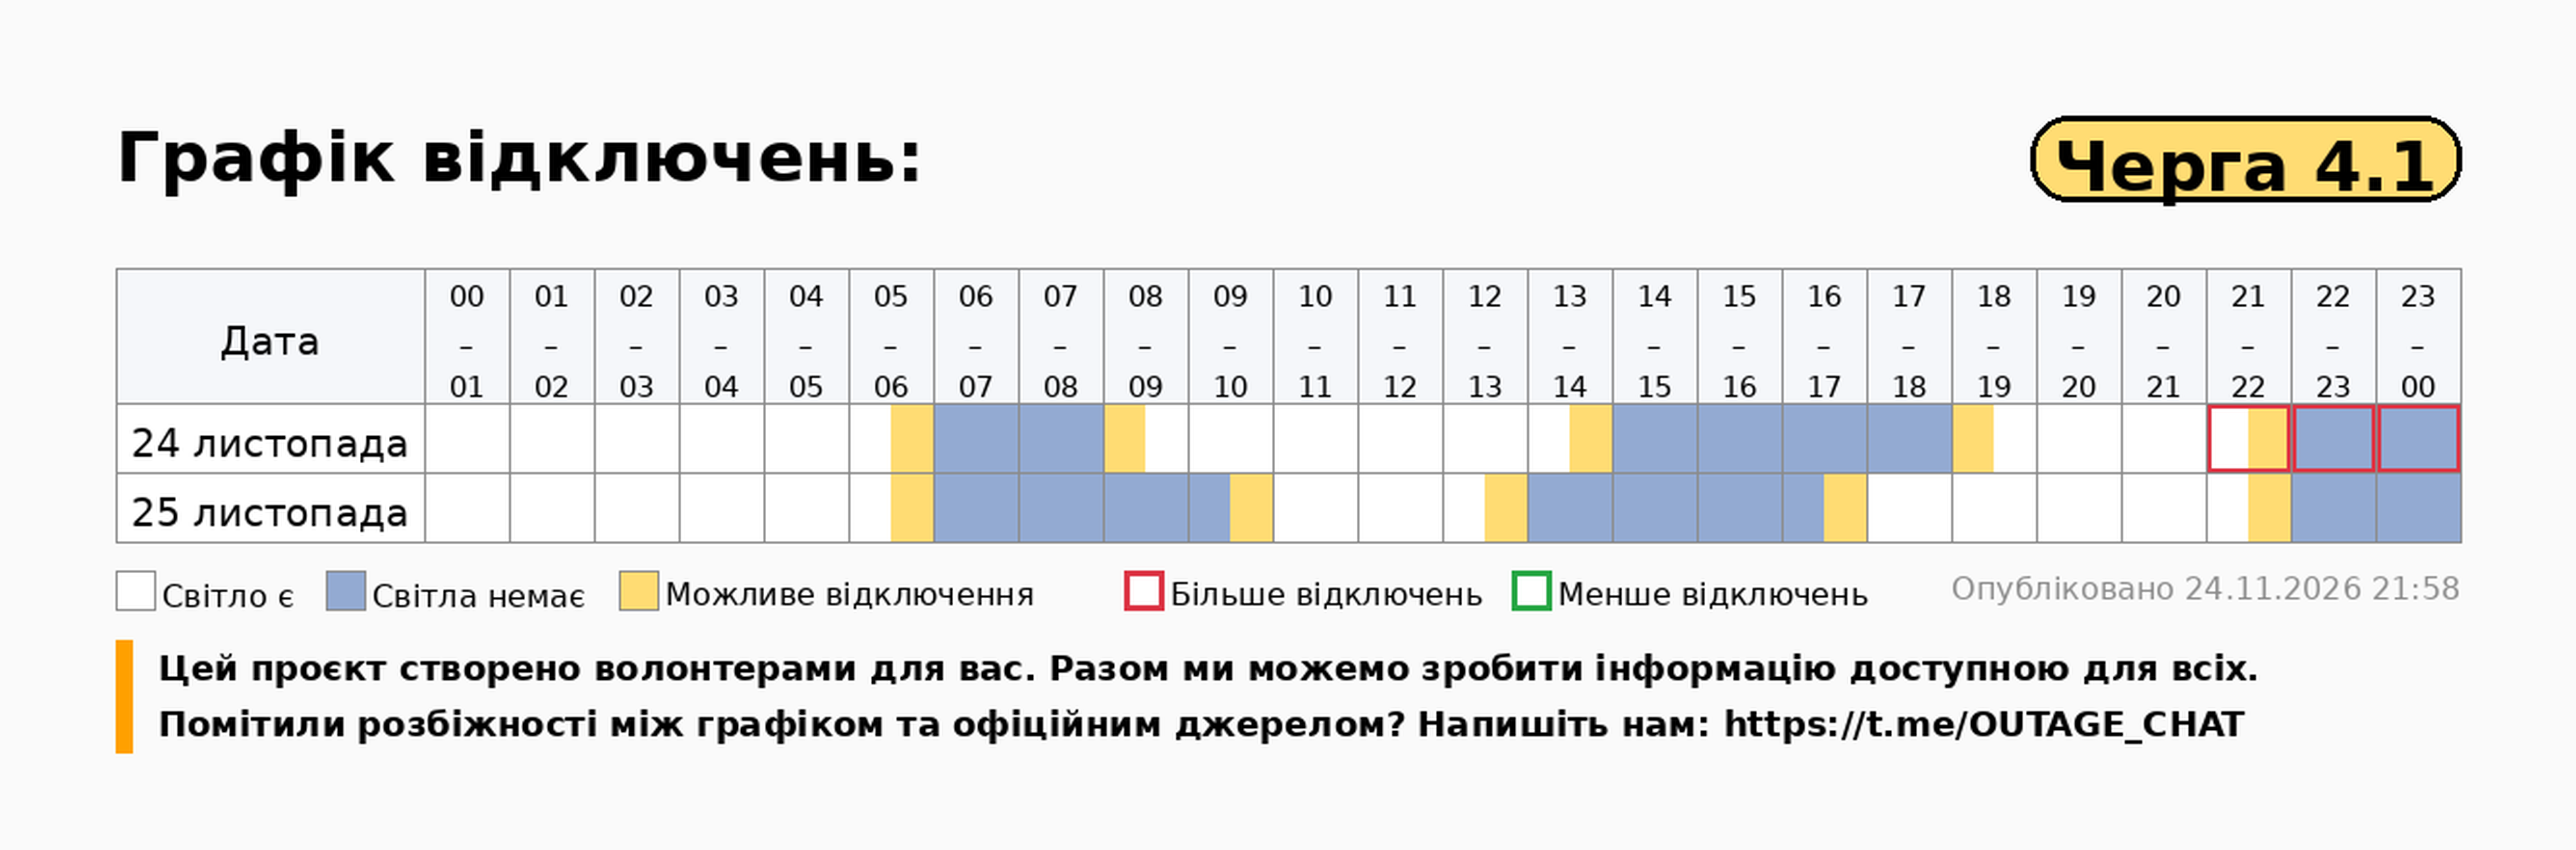 Графік відключень:
Черга 4.1
Дата
00 – 01
01 – 02
02 – 03
03 – 04
04 – 05
05 – 06
06 – 07
07 – 08
08 – 09
09 – 10
10 – 11
11 – 12
12 – 13
13 – 14
14 – 15
15 – 16
16 – 17
17 – 18
18 – 19
19 – 20
20 – 21
21 – 22
22 – 23
23 – 00
24 листопада
25 листопада
Світло є
Світла немає
Можливе відключення
Більше відключень
Менше відключень
Опубліковано 24.11.2026 21:58
Цей проєкт створено волонтерами для вас. Разом ми можемо зробити інформацію доступною для всіх.
Помітили розбіжності між графіком та офіційним джерелом? Напишіть нам: https://t.me/OUTAGE_CHAT